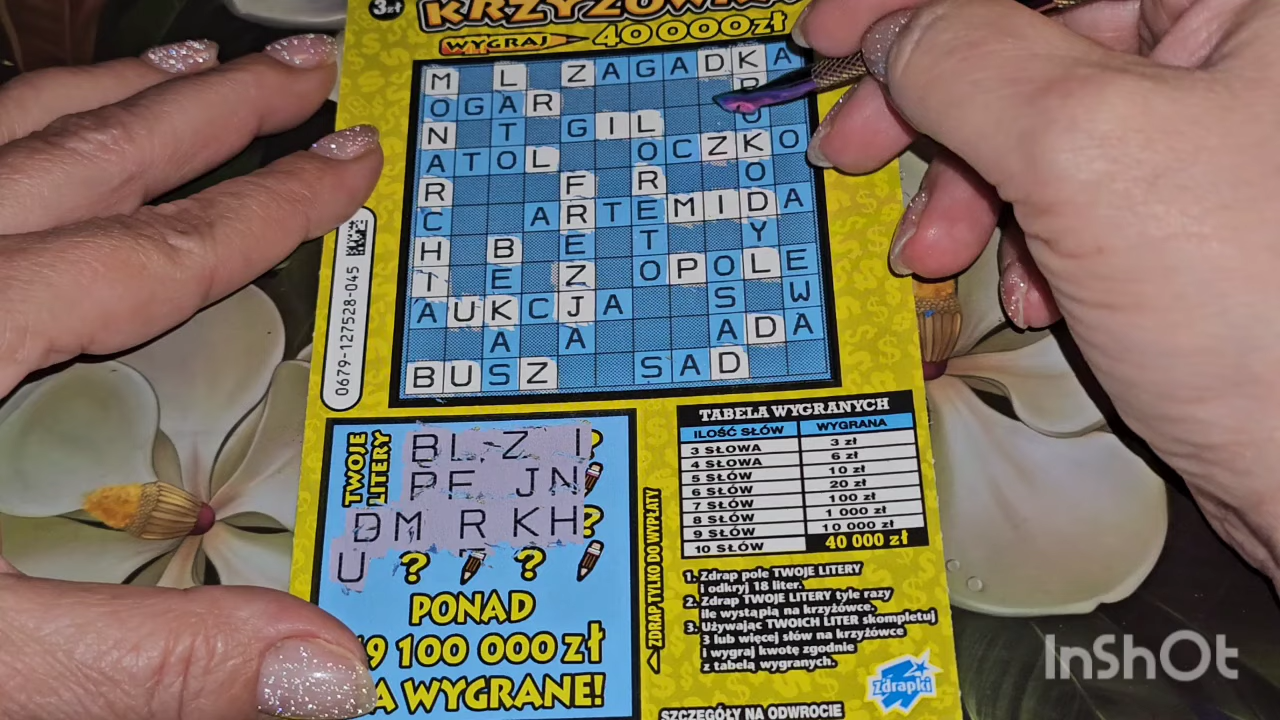 3zł
WYGRAJ 40 000 zł
M L ZAGADKA
OGAR
N T GIL
ATOL O OCZKO
R F R
C ARTEMIDA
H B E T Y
I E Z O POLE
AUKCJA S W
A A ADA
BUSZ SAD
0679-127528-045
TWOJE LITERY
BL Z I ?
JN
DM R KH ?
U ? ?
PONAD
9 100 000 zł
A WYGRANE!
ZDRAP TYLKO DO WYPŁATY
TABELA WYGRANYCH
ILOŚĆ SŁÓW WYGRANA
3 SŁOWA 3 zł
4 SŁOWA 6 zł
5 SŁÓW 10 zł
6 SŁÓW 20 zł
7 SŁÓW 100 zł
8 SŁÓW 1 000 zł
9 SŁÓW 10 000 zł
10 SŁÓW 40 000 zł
1. Zdrap pole TWOJE LITERY
i odkryj 18 liter.
2. Zdrap TWOJE LITERY tyle razy
ile wystąpią na krzyżówce.
3. Używając TWOICH LITER skompletuj
3 lub więcej słów na krzyżówce
i wygraj kwotę zgodnie
z tabelą wygranych.
Zdrapki
SZCZEGÓŁY NA ODWROCIE
InShOt